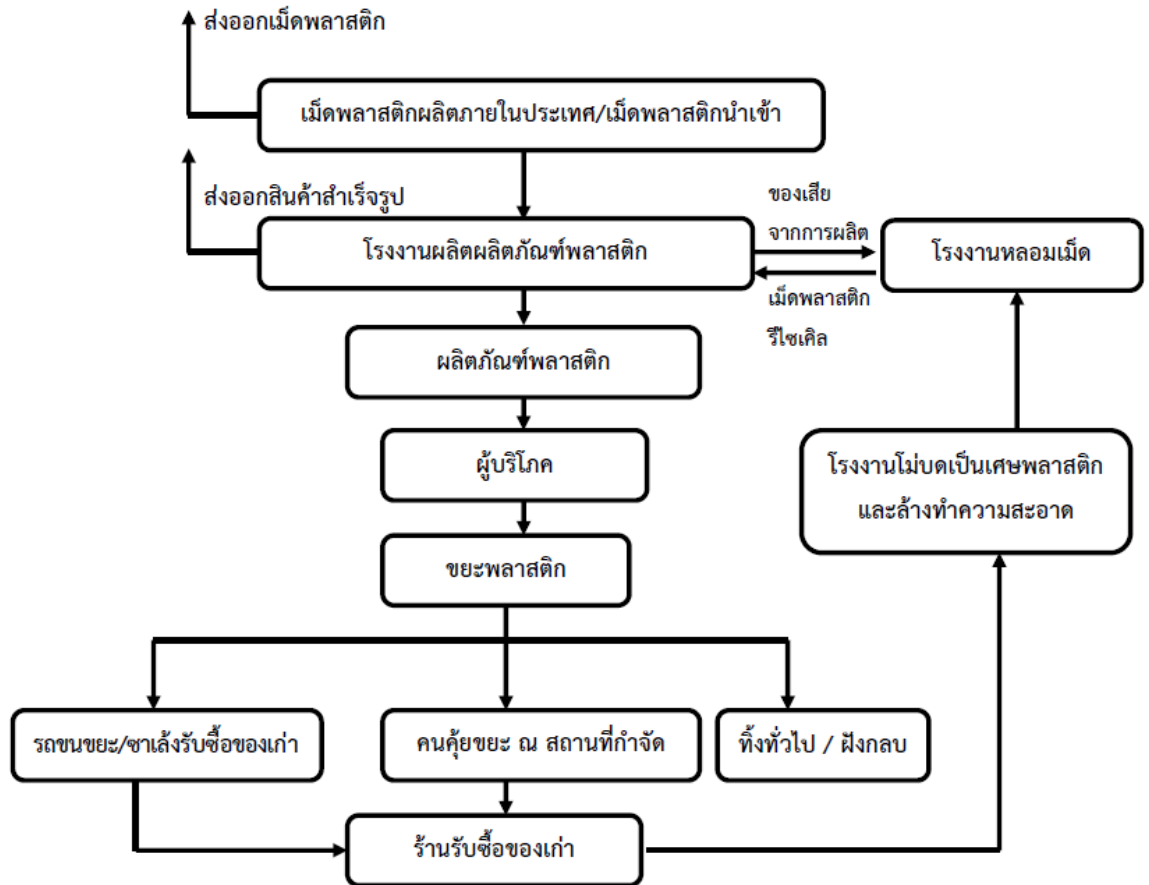 ส่งออกเม็ดพลาสติก
เม็ดพลาสติกผลิตภายในประเทศ/เม็ดพลาสติกนำเข้า
ส่งออกสินค้าสำเร็จรูป
ของเสีย
จากการผลิต
โรงงานผลิตผลิตภัณฑ์พลาสติก
โรงงานหลอมเม็ด
เม็ดพลาสติก
รีไซเคิล
ผลิตภัณฑ์พลาสติก
ผู้บริโภค
โรงงานโม่บดเป็นเศษพลาสติก
และล้างทำความสะอาด
ขยะพลาสติก
รถขนขยะ/ซาเล้งรับซื้อของเก่า
คนคุ้ยขยะ ณ สถานที่กำจัด
ทิ้งทั่วไป / ฝังกลบ
ร้านรับซื้อของเก่า